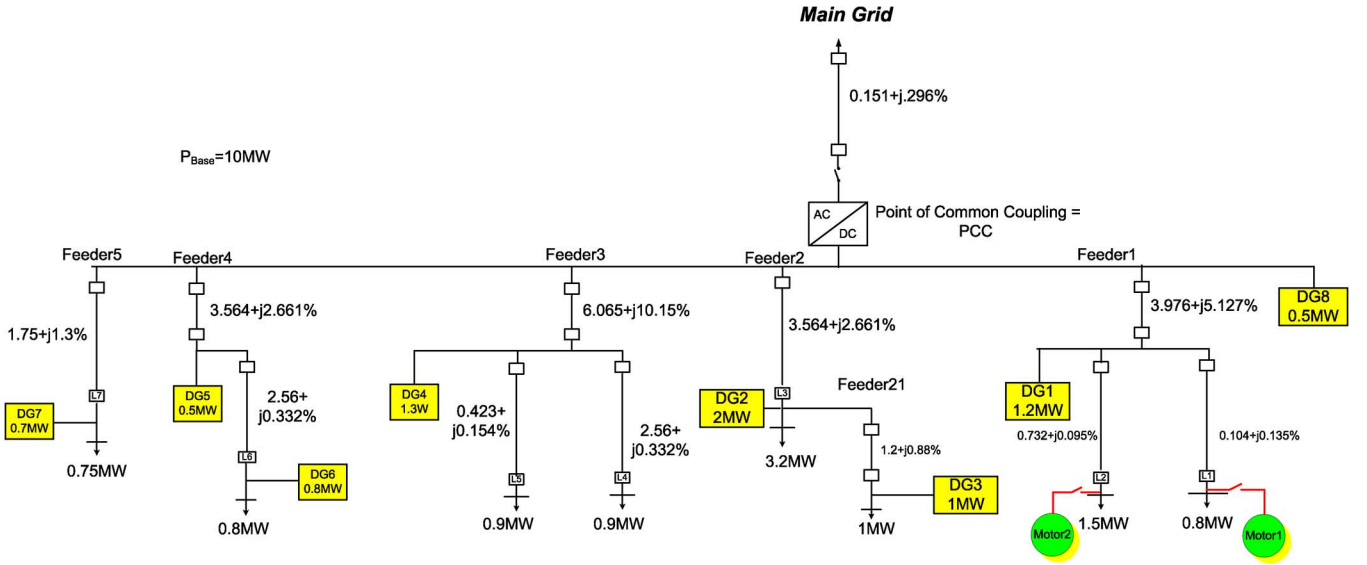 Main Grid
0.151+j.296%
PBase=10MW
AC
DC
Point of Common Coupling =
PCC
Feeder5
Feeder4
Feeder3
Feeder2
Feeder1
DG8
0.5MW
1.75+j1.3%
3.564+j2.661%
6.065+j10.15%
3.564+j2.661%
3.976+j5.127%
L7
DG7
0.7MW
0.75MW
DG5
0.5MW
2.56+
j0.332%
L6
DG6
0.8MW
0.8MW
DG4
1.3W
0.423+
j0.154%
L5
0.9MW
2.56+
j0.332%
L4
0.9MW
L3
DG2
2MW
3.2MW
Feeder21
1.2+j0.88%
DG3
1MW
1MW
DG1
1.2MW
0.732+j0.095%
L2
1.5MW
Motor2
0.104+j0.135%
L1
0.8MW
Motor1